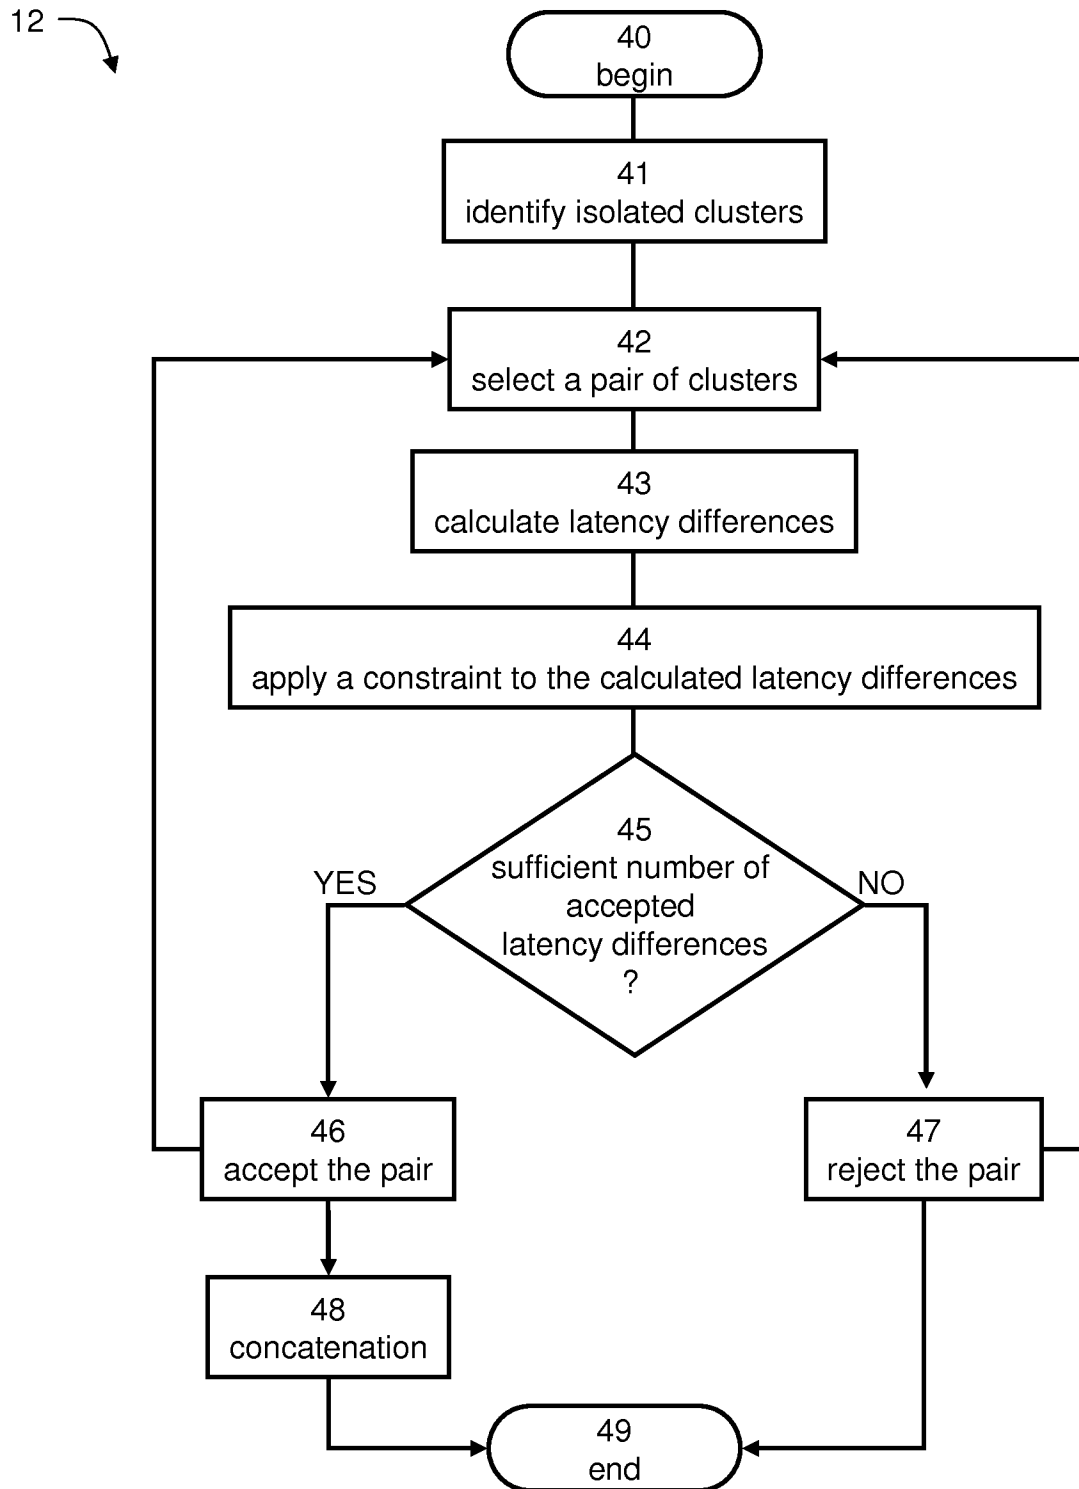 12
40
begin
41
identify isolated clusters
42
select a pair of clusters
43
calculate latency differences
44
apply a constraint to the calculated latency differences
45
sufficient number of
accepted
latency differences
?
YES
NO
46
accept the pair
47
reject the pair
48
concatenation
49
end